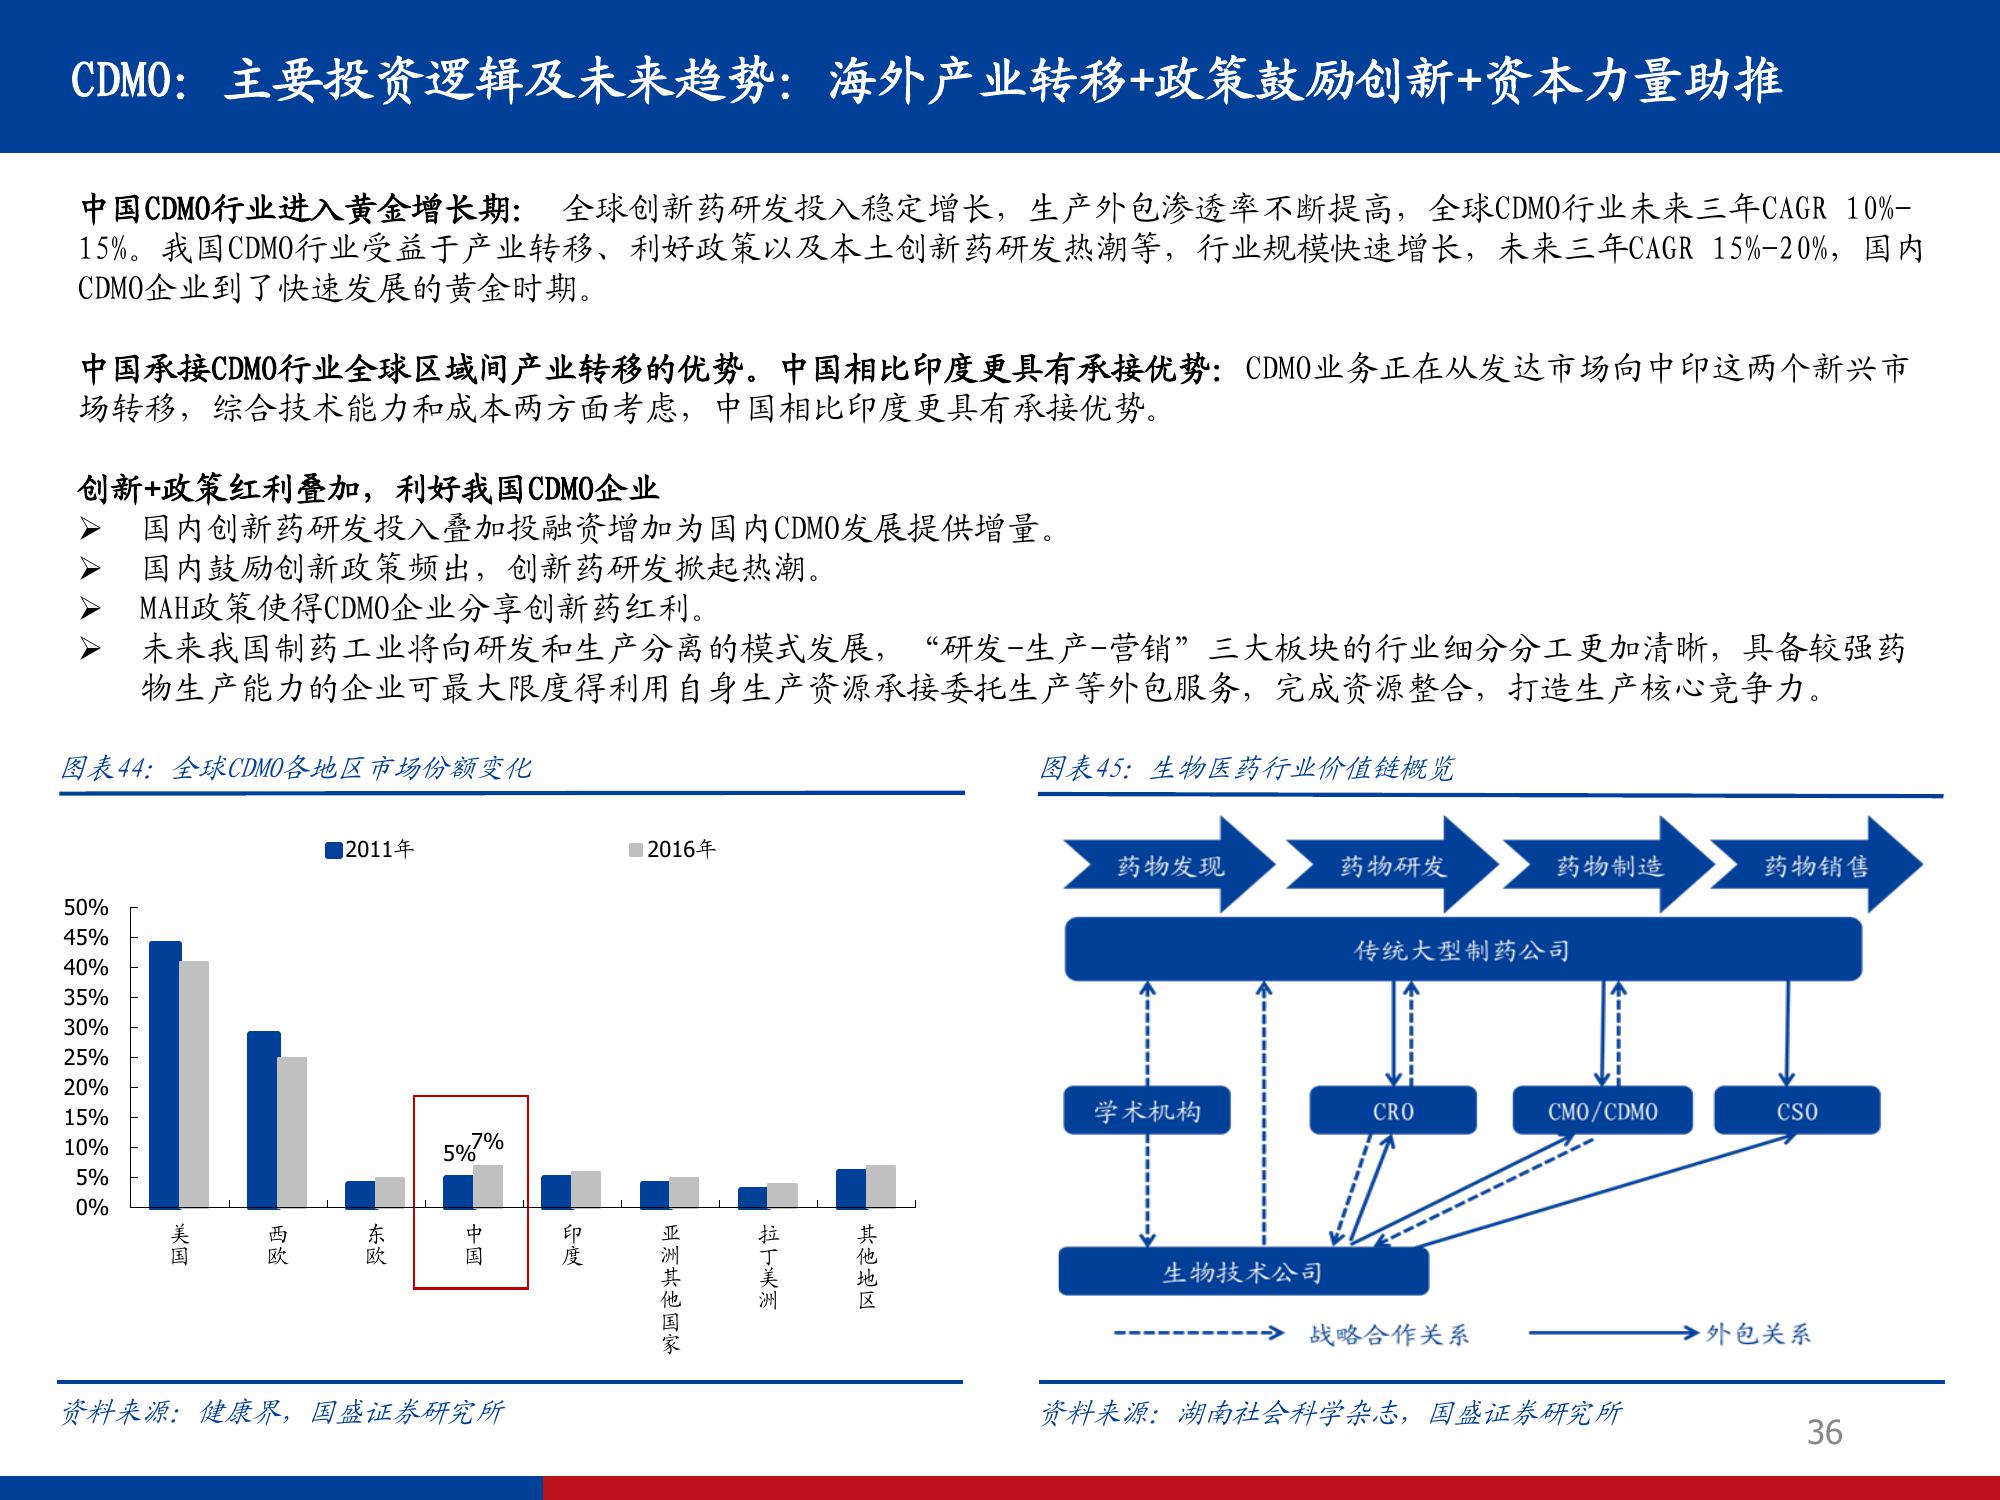 CDMO：主要投资逻辑及未来趋势：海外产业转移+政策鼓励创新+资本力量助推
中国CDMO行业进入黄金增长期： 全球创新药研发投入稳定增长，生产外包渗透率不断提高，全球CDMO行业未来三年CAGR 10%-
15%。我国CDMO行业受益于产业转移、利好政策以及本土创新药研发热潮等，行业规模快速增长，未来三年CAGR 15%-20%，国内
CDMO企业到了快速发展的黄金时期。
中国承接CDMO行业全球区域间产业转移的优势。中国相比印度更具有承接优势：CDMO业务正在从发达市场向中印这两个新兴市
场转移，综合技术能力和成本两方面考虑，中国相比印度更具有承接优势。
创新+政策红利叠加，利好我国CDMO企业
➢ 国内创新药研发投入叠加投融资增加为国内CDMO发展提供增量。
➢ 国内鼓励创新政策频出，创新药研发掀起热潮。
➢ MAH政策使得CDMO企业分享创新药红利。
➢ 未来我国制药工业将向研发和生产分离的模式发展，“研发-生产-营销”三大板块的行业细分分工更加清晰，具备较强药
物生产能力的企业可最大限度得利用自身生产资源承接委托生产等外包服务，完成资源整合，打造生产核心竞争力。
图表44：全球CDMO各地区市场份额变化
2011年 2016年
50%
45%
40%
35%
30%
25%
20%
15%
10%
5%
0%
5% 7%
美国 西欧 东欧 中国 印度 亚洲其他国家 拉丁美洲 其他地区
资料来源：健康界，国盛证券研究所
图表45：生物医药行业价值链概览
药物发现 药物研发 药物制造 药物销售
传统大型制药公司
学术机构 CRO CMO/CDMO CSO
生物技术公司
战略合作关系 外包关系
资料来源：湖南社会科学杂志，国盛证券研究所
36